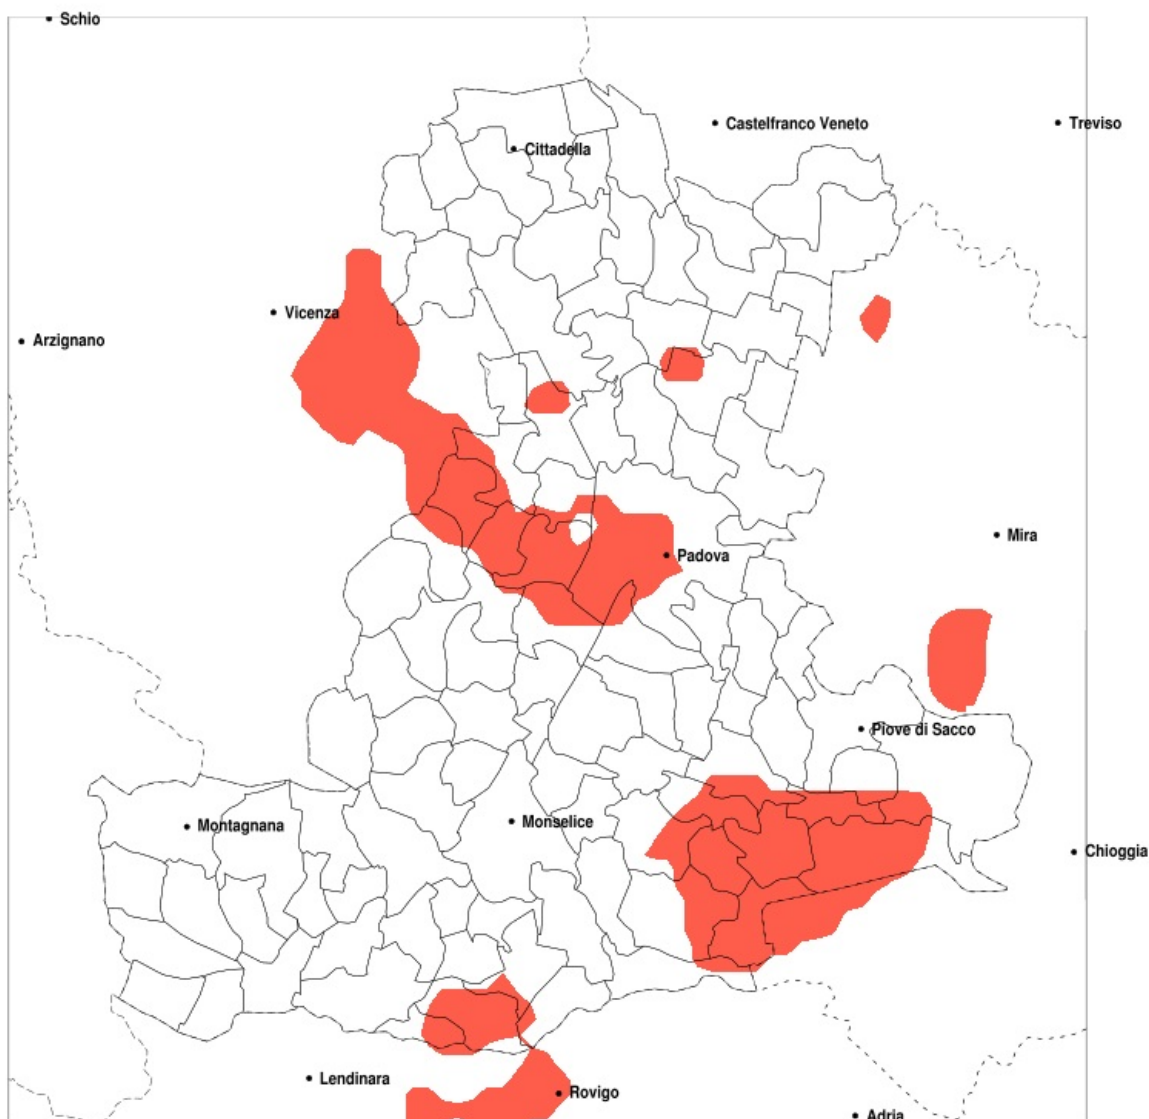 Schio
Castelfranco Veneto
Treviso
Cittadella
Vicenza
Arzignano
Mira
Padova
Piove di Sacco
Montagnana
Monselice
Chioggia
Lendinara
Rovigo
Adria